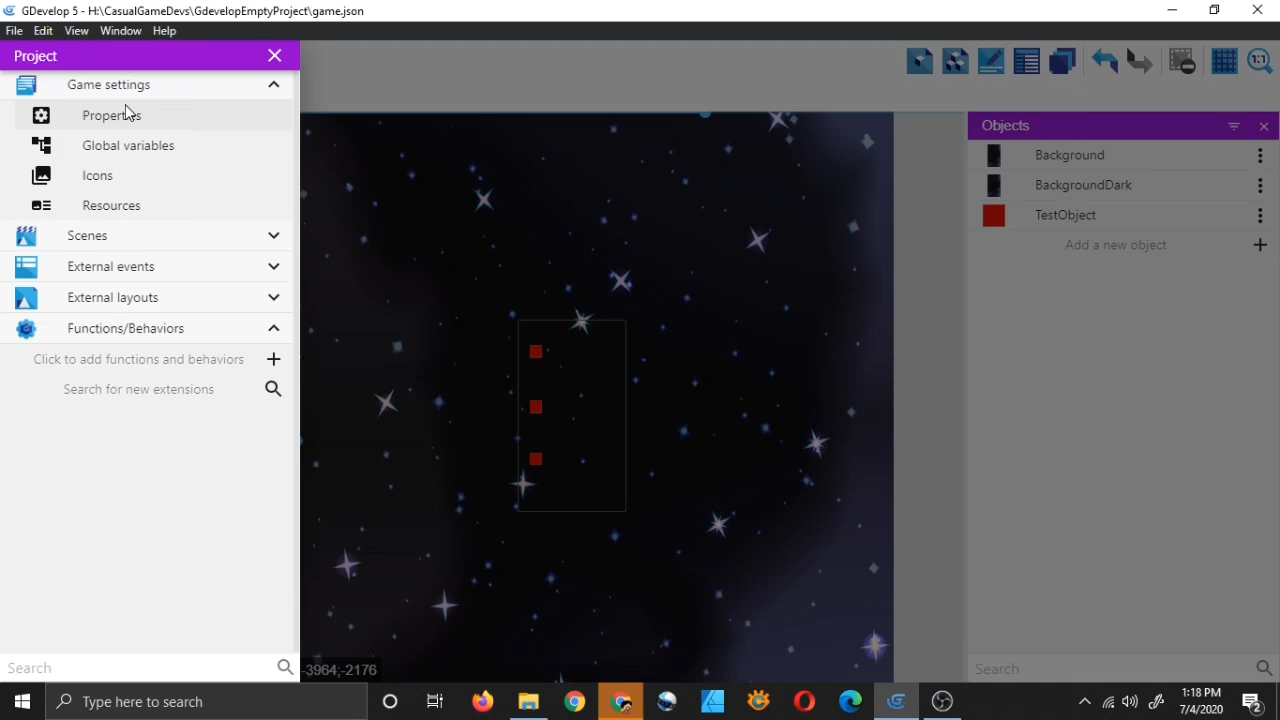 GDevelop 5 - H:\CasualGameDevs\GdevelopEmptyProject\game.json
File Edit View Window Help
Project
Game settings
Properties
Global variables
Icons
Resources
Scenes
External events
External layouts
Functions/Behaviors
Click to add functions and behaviors
Search for new extensions
Search
-3964;-2176
1:1
Objects
Background
BackgroundDark
TestObject
Add a new object
Search
Type here to search
1:18 PM
7/4/2020
2